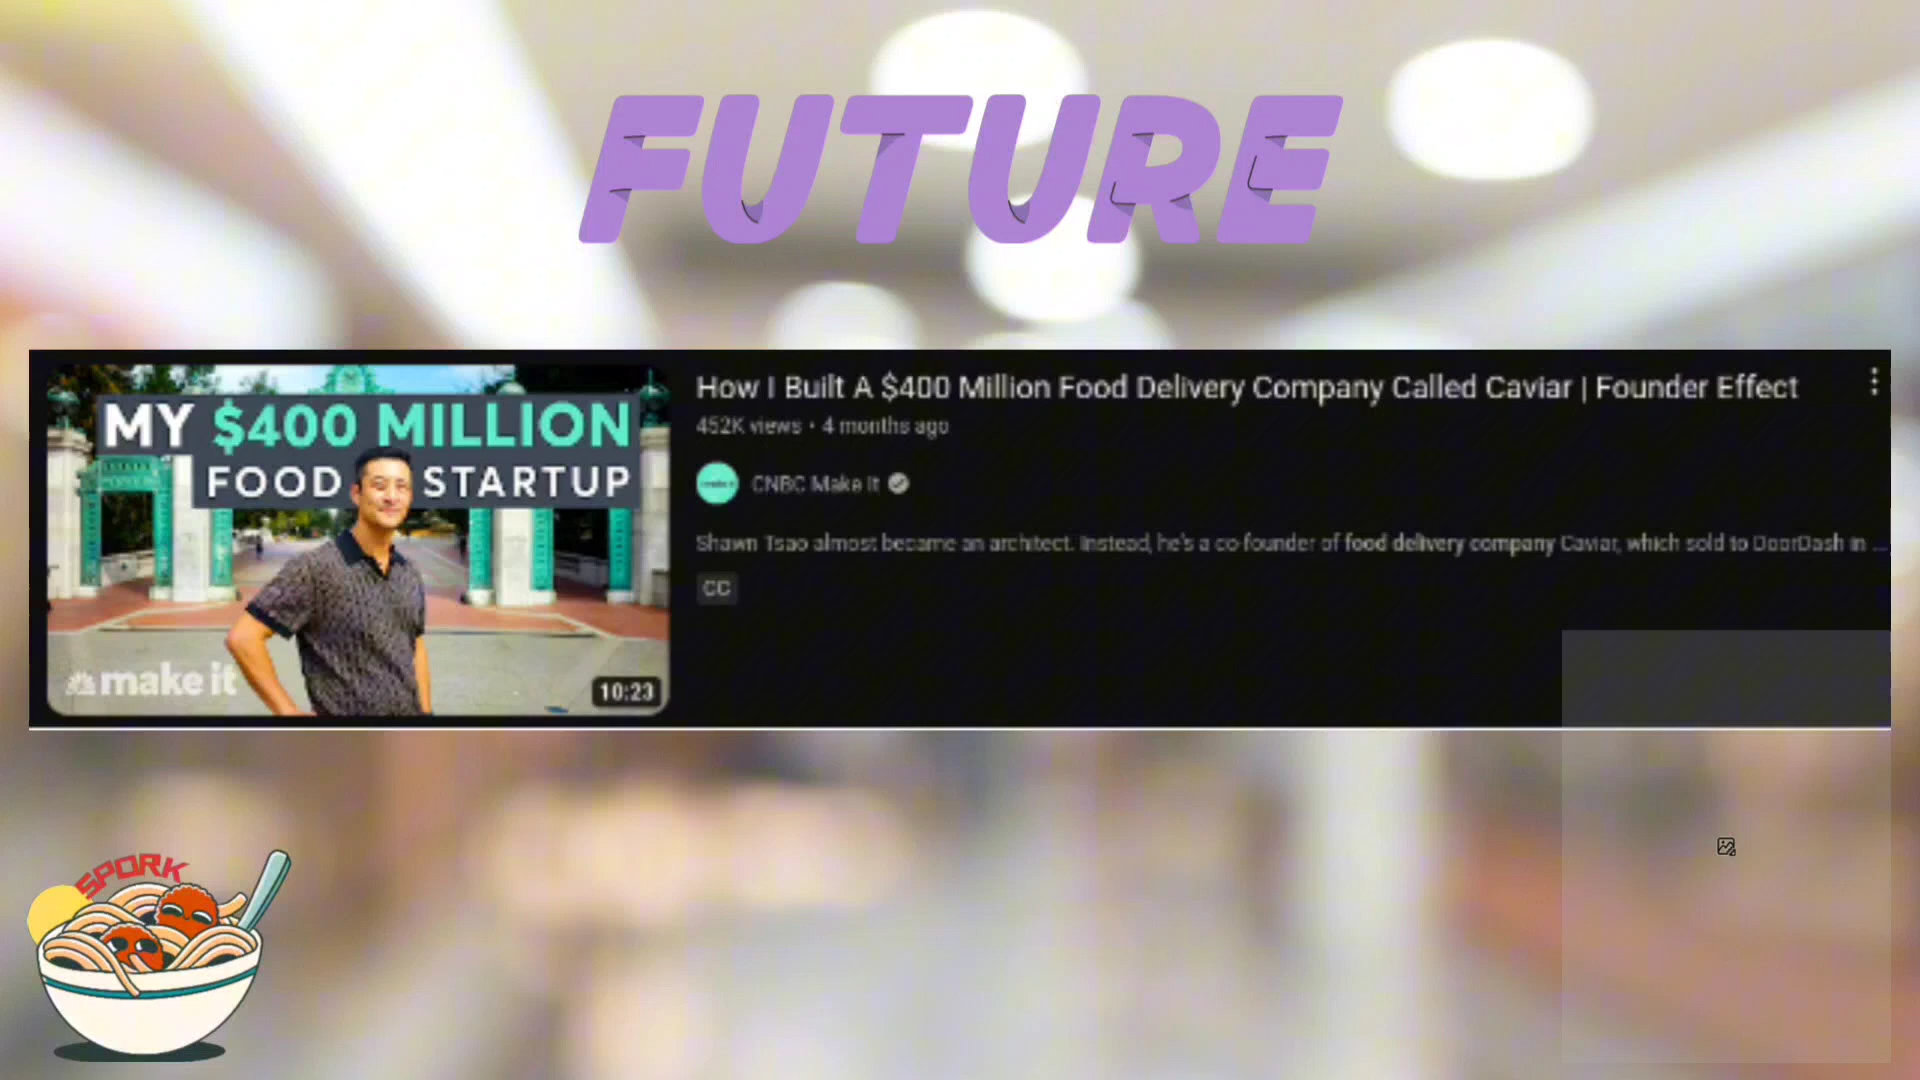 FUTURE
MY $400 MILLION
FOOD STARTUP
make it
10:23
How I Built A $400 Million Food Delivery Company Called Caviar | Founder Effect
452K views • 4 months ago
CNBC Make It
Shawn Tsao almost became an architect. Instead, he's a co-founder of food delivery company Caviar, which sold to DoorDash in ...
CC
SPORK